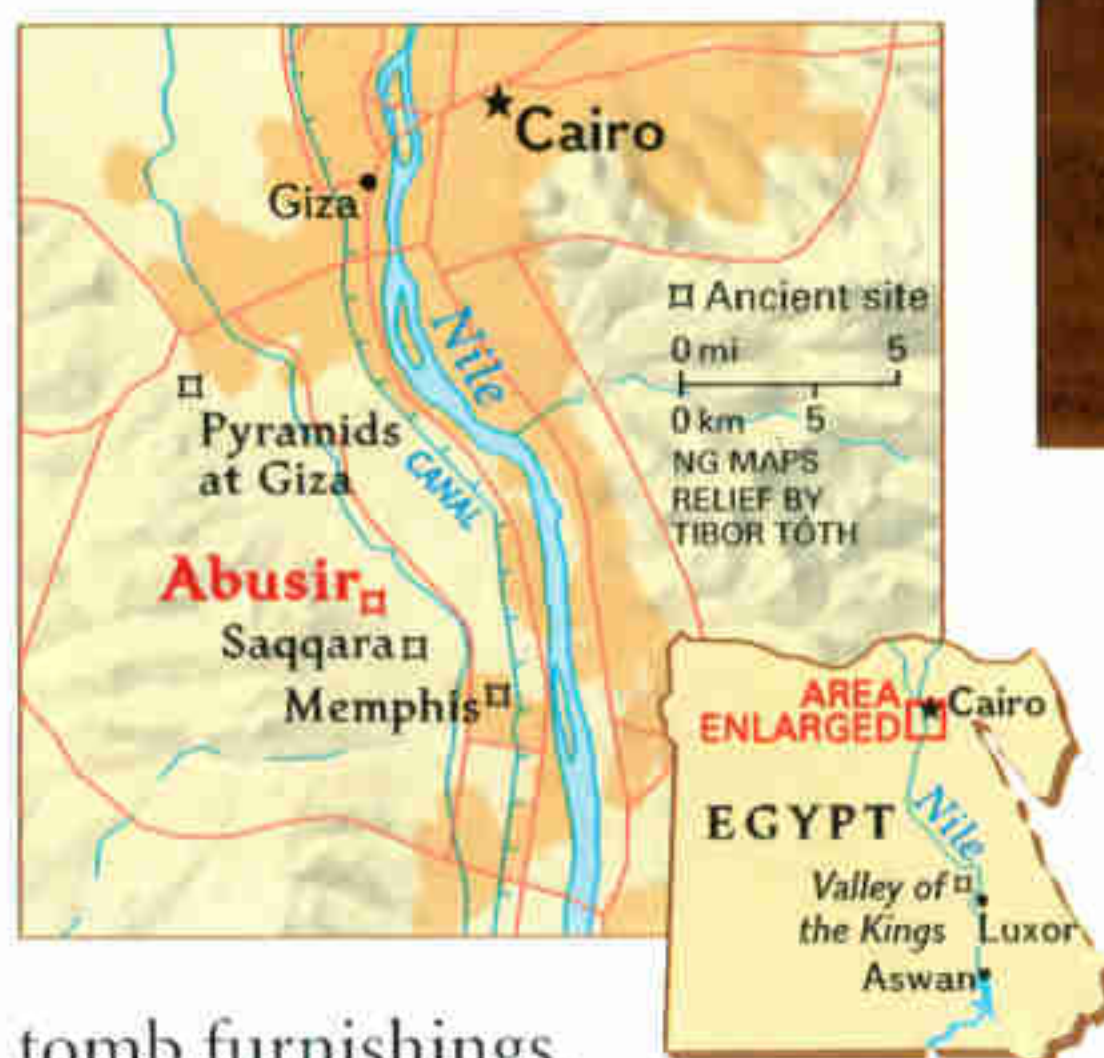 Cairo
Giza
Nile
¤ Ancient site
0 mi 5
0 km 5
NG MAPS
RELIEF BY
TIBOR TÓTH
Pyramids
at Giza
CANAL
Abusir
Saqqara
Memphis
AREA
ENLARGED
Cairo
EGYPT
Nile
Valley of
the Kings
Luxor
Aswan
tomb furnishings